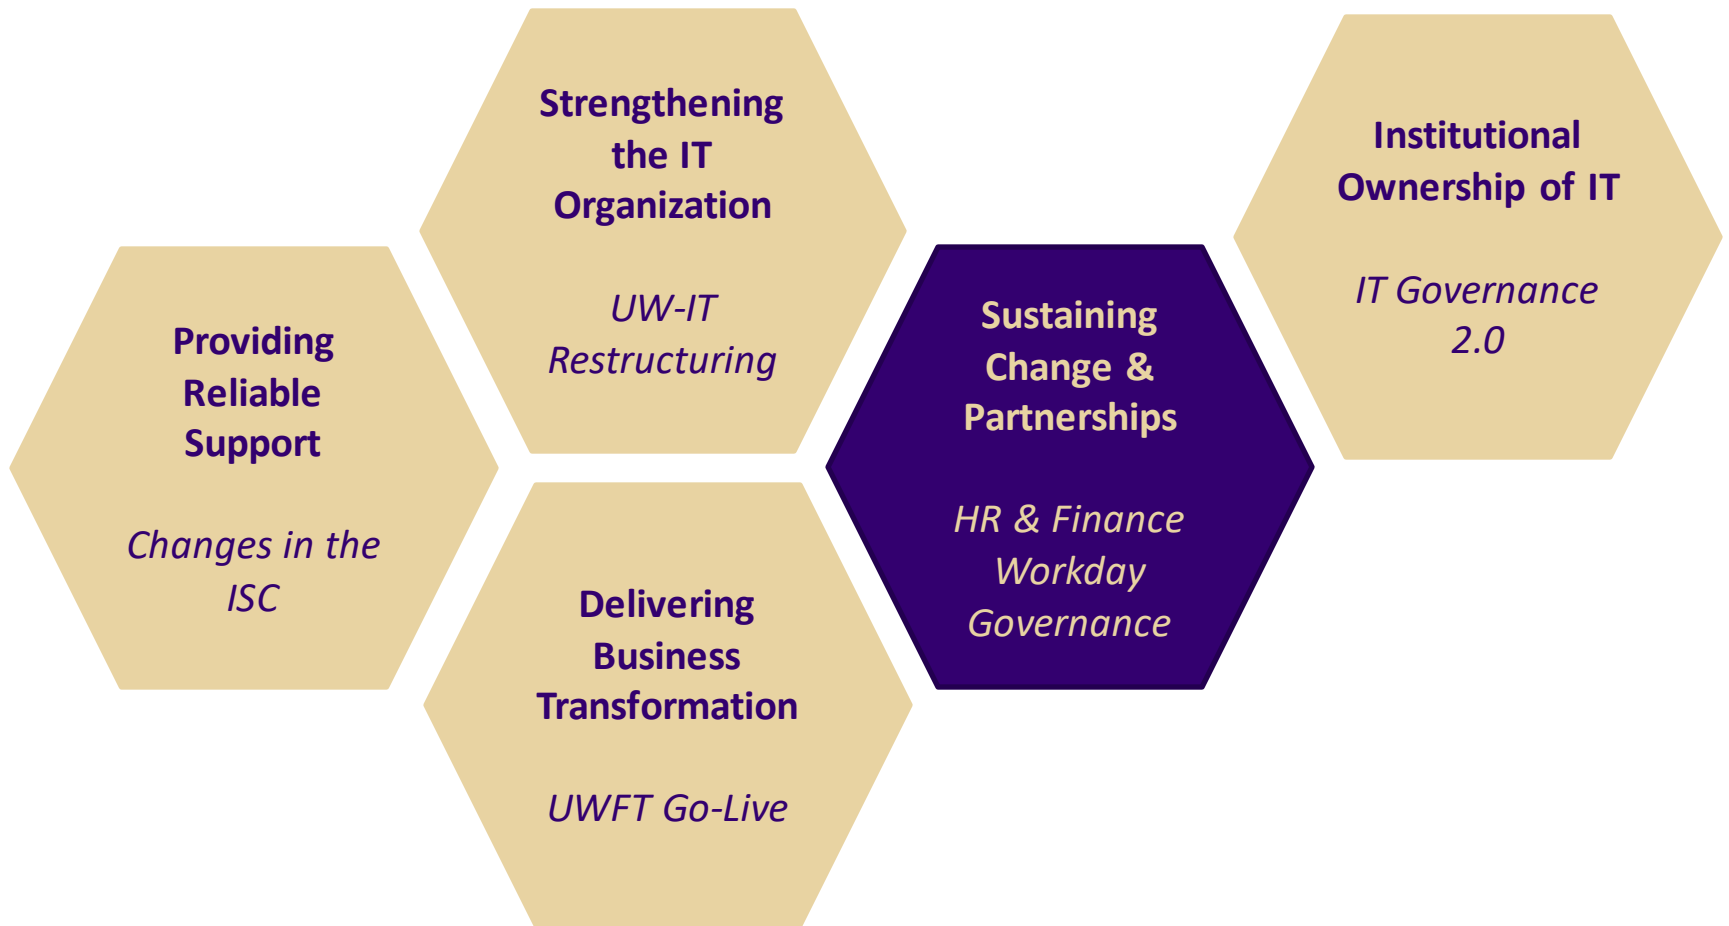 Strengthening
the IT
Organization
UW-IT
Restructuring
Institutional
Ownership of IT
IT Governance
2.0
Providing
Reliable
Support
Changes in the
ISC
Sustaining
Change &
Partnerships
HR & Finance
Workday
Governance
Delivering
Business
Transformation
UWFT Go-Live